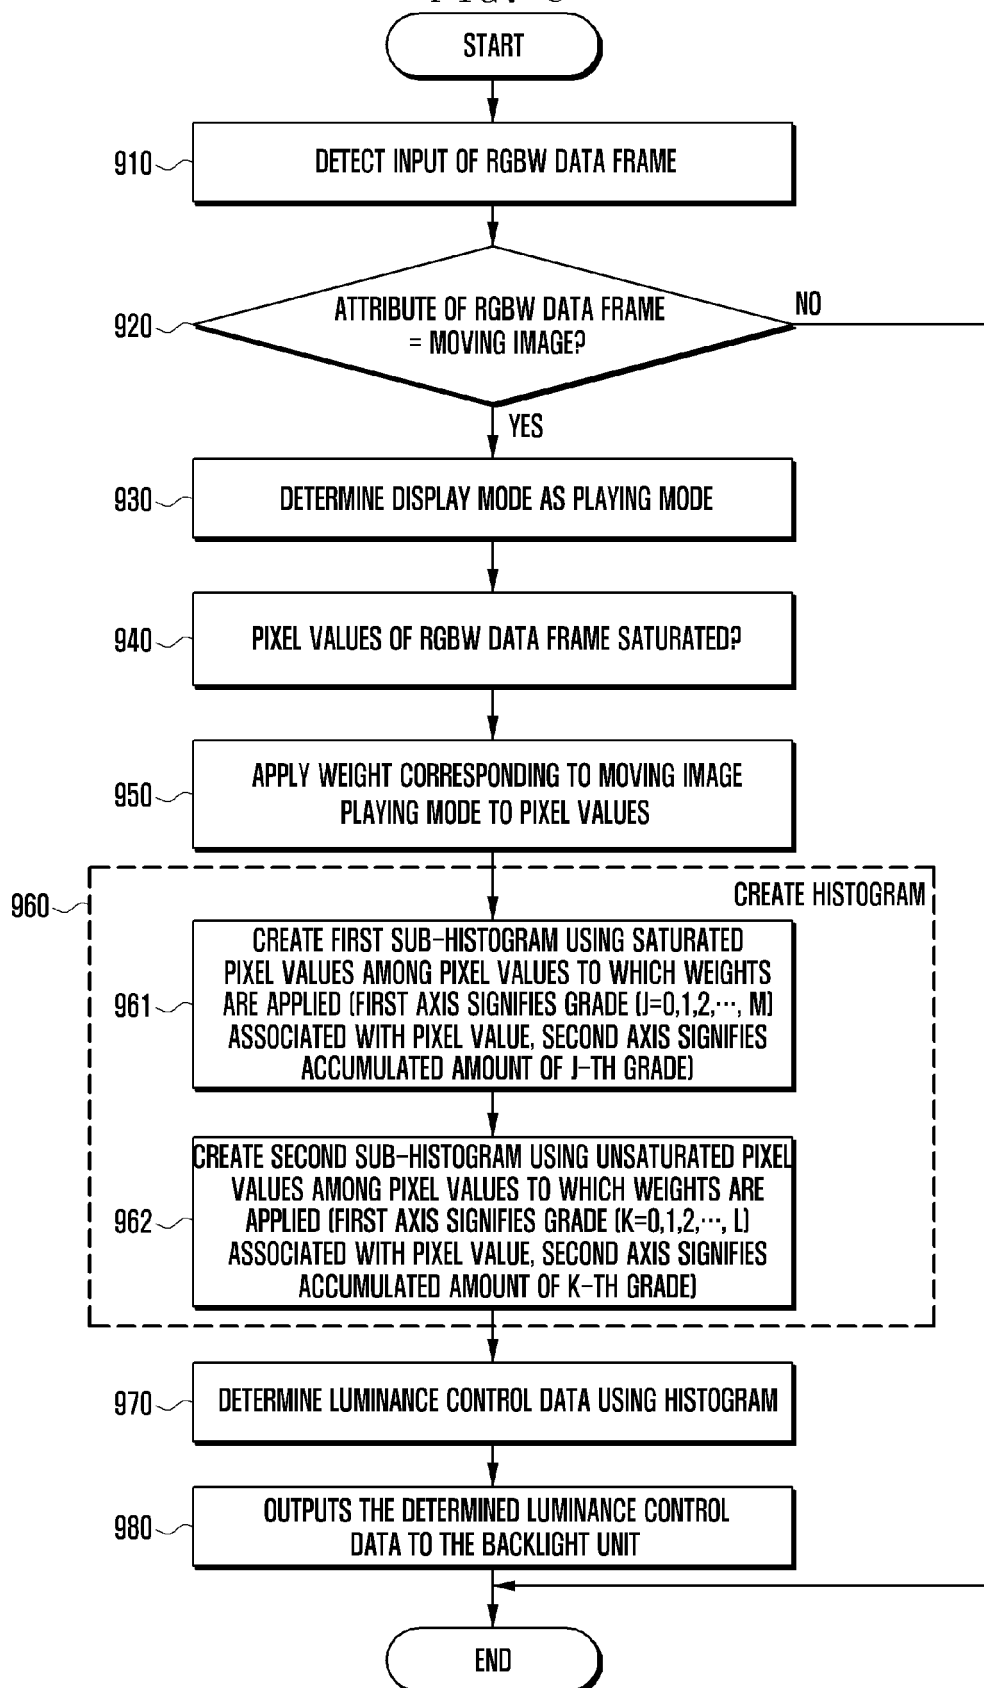 START
910
DETECT INPUT OF RGBW DATA FRAME
920
ATTRIBUTE OF RGBW DATA FRAME
= MOVING IMAGE?
NO
YES
930
DETERMINE DISPLAY MODE AS PLAYING MODE
940
PIXEL VALUES OF RGBW DATA FRAME SATURATED?
950
APPLY WEIGHT CORRESPONDING TO MOVING IMAGE
PLAYING MODE TO PIXEL VALUES
960
CREATE HISTOGRAM
961
CREATE FIRST SUB-HISTOGRAM USING SATURATED
PIXEL VALUES AMONG PIXEL VALUES TO WHICH WEIGHTS
ARE APPLIED (FIRST AXIS SIGNIFIES GRADE (J=0,1,2,⋯, M)
ASSOCIATED WITH PIXEL VALUE, SECOND AXIS SIGNIFIES
ACCUMULATED AMOUNT OF J-TH GRADE)
962
CREATE SECOND SUB-HISTOGRAM USING UNSATURATED PIXEL
VALUES AMONG PIXEL VALUES TO WHICH WEIGHTS ARE
APPLIED (FIRST AXIS SIGNIFIES GRADE (K=0,1,2,⋯, L)
ASSOCIATED WITH PIXEL VALUE, SECOND AXIS SIGNIFIES
ACCUMULATED AMOUNT OF K-TH GRADE)
970
DETERMINE LUMINANCE CONTROL DATA USING HISTOGRAM
980
OUTPUTS THE DETERMINED LUMINANCE CONTROL
DATA TO THE BACKLIGHT UNIT
END